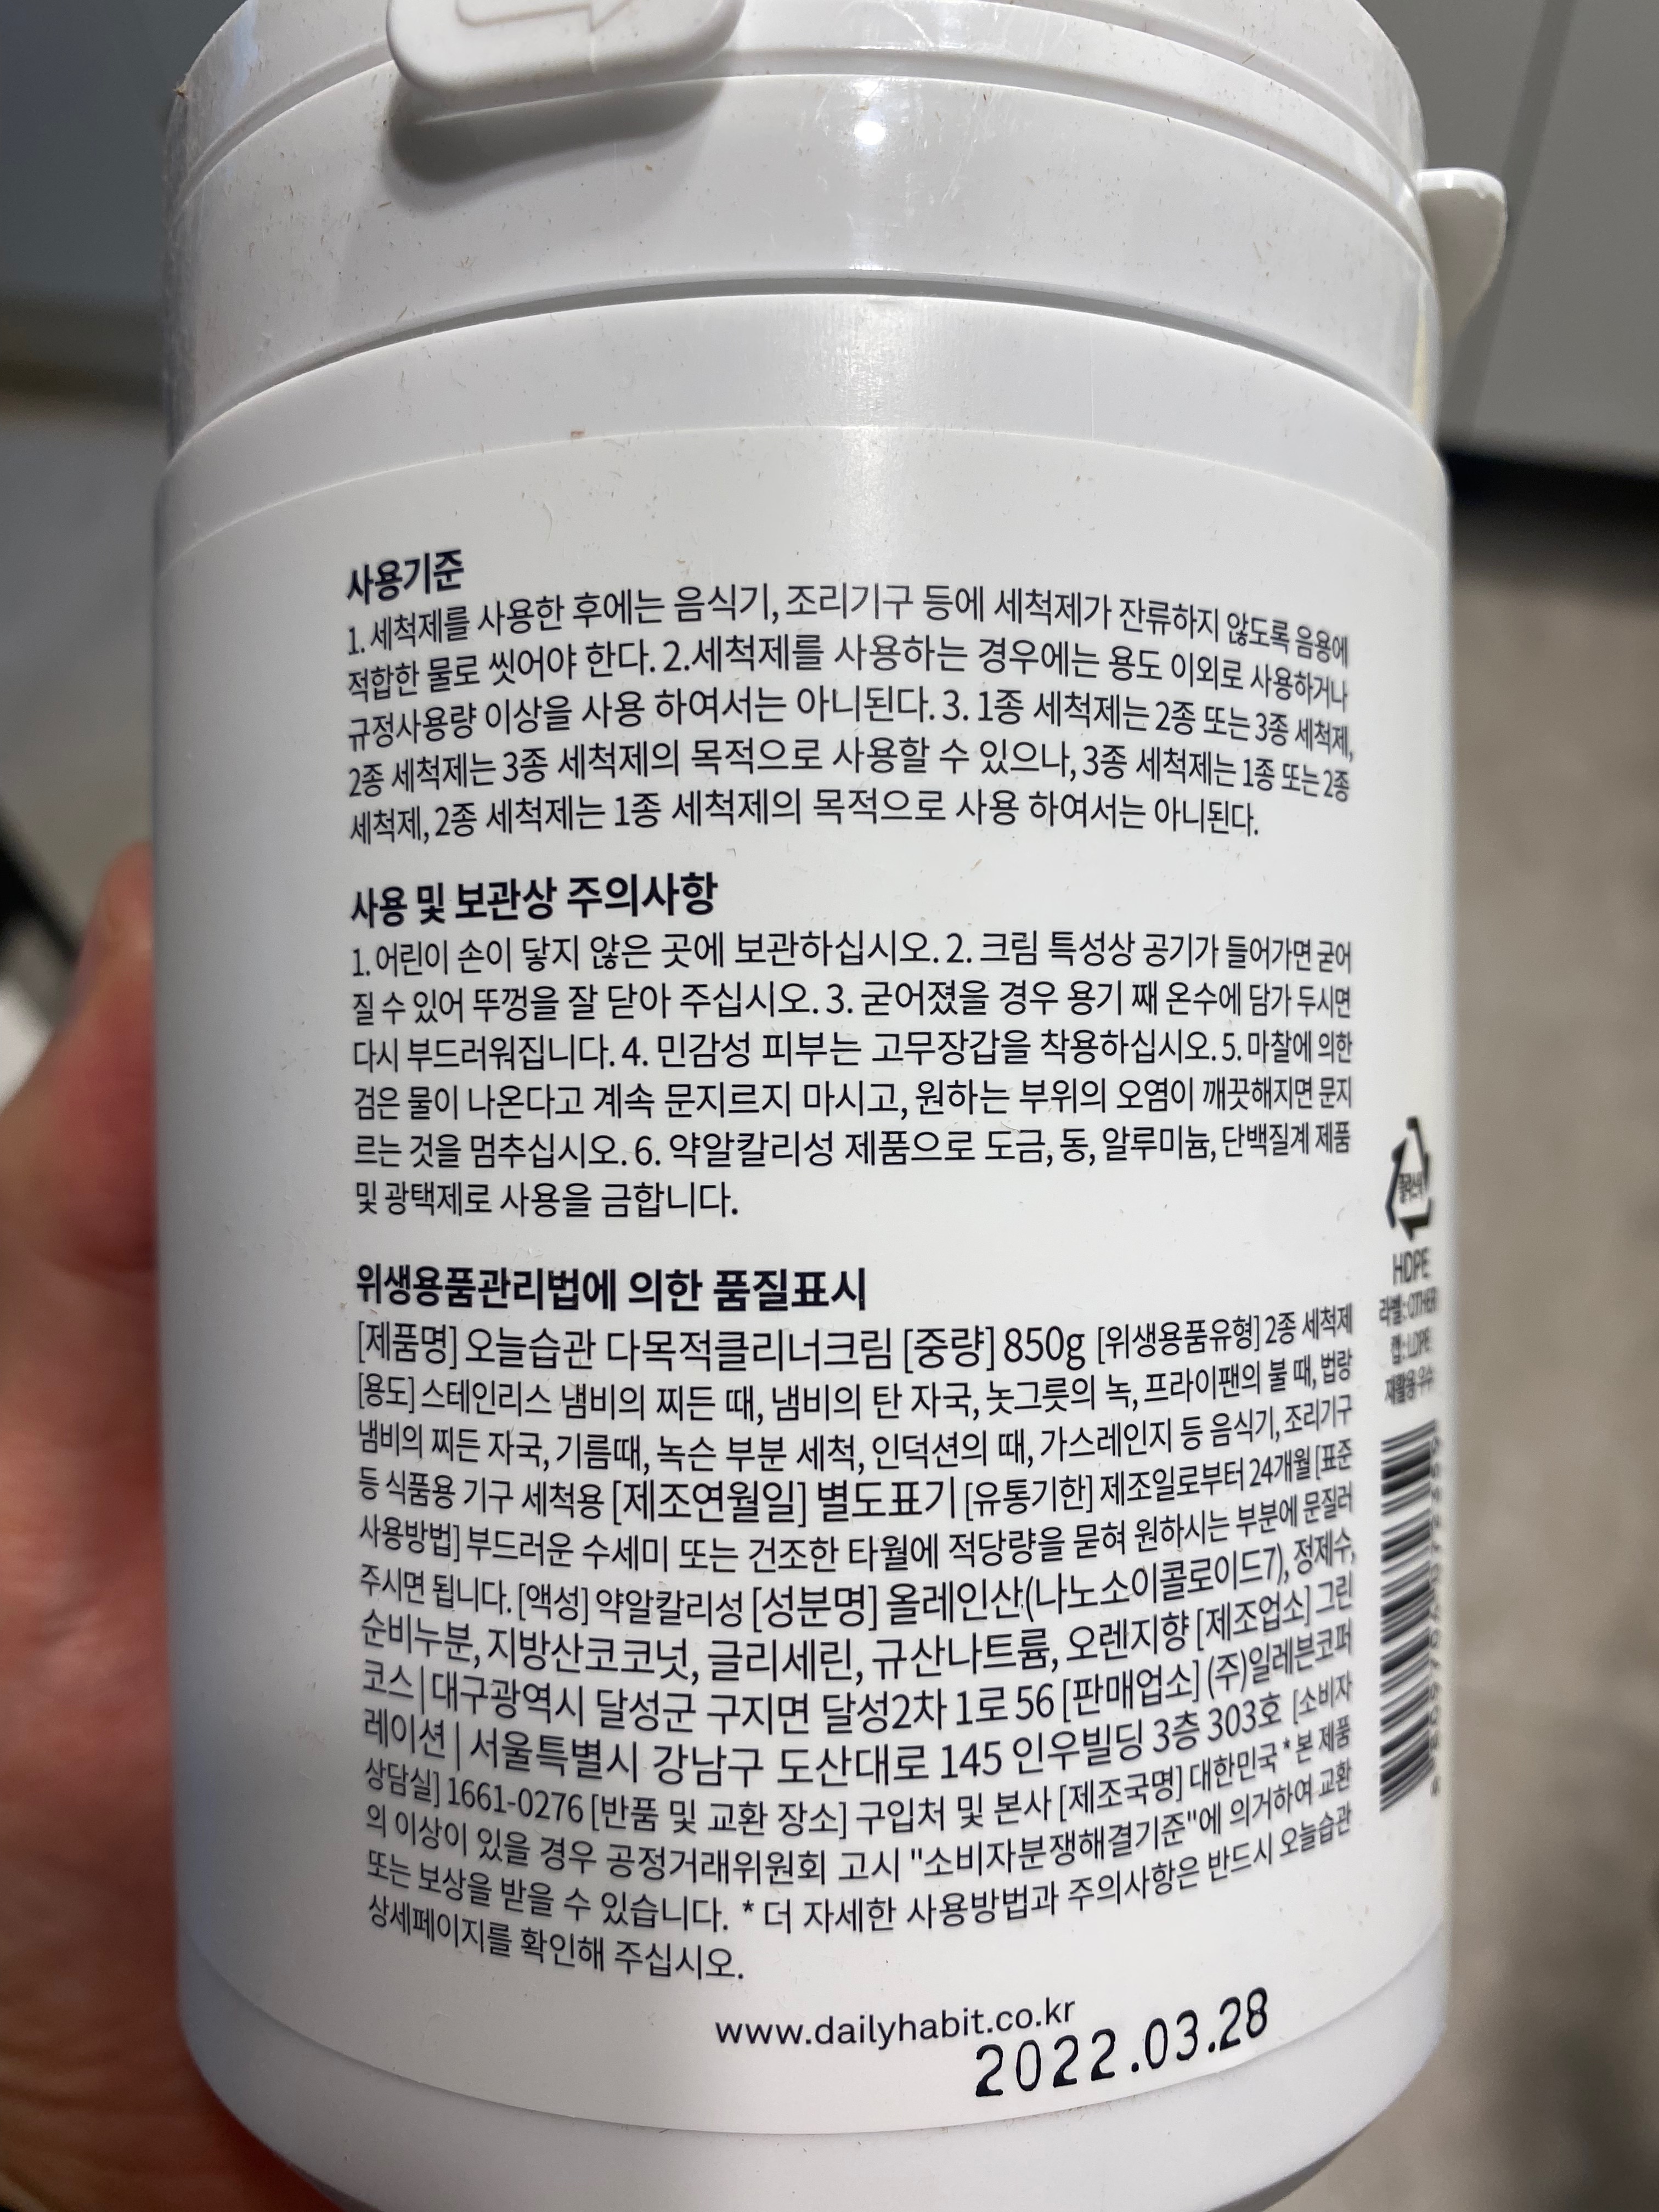 사용기준
1. 세척제를 사용한 후에는 음식기, 조리기구 등에 세척제가 잔류하지 않도록 음용에
적합한 물로 씻어야 한다. 2.세척제를 사용하는 경우에는 용도 이외로 사용하거나
규정사용량 이상을 사용 하여서는 아니된다. 3. 1종 세척제는 2종 또는 3종 세척제,
2종 세척제는 3종 세척제의 목적으로 사용할 수 있으나, 3종 세척제는 1종 또는 2종
세척제, 2종 세척제는 1종 세척제의 목적으로 사용 하여서는 아니된다.
사용 및 보관상 주의사항
1. 어린이 손이 닿지 않은 곳에 보관하십시오. 2. 크림 특성상 공기가 들어가면 굳어
질 수 있어 뚜껑을 잘 닫아 주십시오. 3. 굳어졌을 경우 용기 째 온수에 담가 두시면
다시 부드러워집니다. 4. 민감성 피부는 고무장갑을 착용하십시오. 5. 마찰에 의한
검은 물이 나온다고 계속 문지르지 마시고, 원하는 부위의 오염이 깨끗해지면 문지
르는 것을 멈추십시오. 6. 약알칼리성 제품으로 도금, 동, 알루미늄, 단백질계 제품
및 광택제로 사용을 금합니다.
위생용품관리법에 의한 품질표시
[제품명] 오늘습관 다목적클리너크림 [중량] 850g [위생용품유형] 2종 세척제
[용도] 스테인리스 냄비의 찌든 때, 냄비의 탄 자국, 놋그릇의 녹, 프라이팬의 불 때, 법랑
냄비의 찌든 자국, 기름때, 녹슨 부분 세척, 인덕션의 때, 가스레인지 등 음식기, 조리기구
등 식품용 기구 세척용 [제조연월일] 별도표기 [유통기한] 제조일로부터 24개월 [표준
사용방법] 부드러운 수세미 또는 건조한 타월에 적당량을 묻혀 원하시는 부분에 문질러
주시면 됩니다. [액성] 약알칼리성 [성분명] 올레인산(나노소이콜로이드7), 정제수,
순비누분, 지방산코코넛, 글리세린, 규산나트륨, 오렌지향 [제조업소] 그린
코스 | 대구광역시 달성군 구지면 달성2차 1로 56 [판매업소] (주)일레븐코퍼
레이션 | 서울특별시 강남구 도산대로 145 인우빌딩 3층 303호 [소비자
상담실] 1661-0276 [반품 및 교환 장소] 구입처 및 본사 [제조국명] 대한민국 * 본 제품
의 이상이 있을 경우 공정거래위원회 고시 "소비자분쟁해결기준"에 의거하여 교환
또는 보상을 받을 수 있습니다. * 더 자세한 사용방법과 주의사항은 반드시 오늘습관
상세페이지를 확인해 주십시오.
www.dailyhabit.co.kr
2022.03.28
플라스틱
HDPE
라벨 : OTHER
캡 : LDPE
재활용 우수